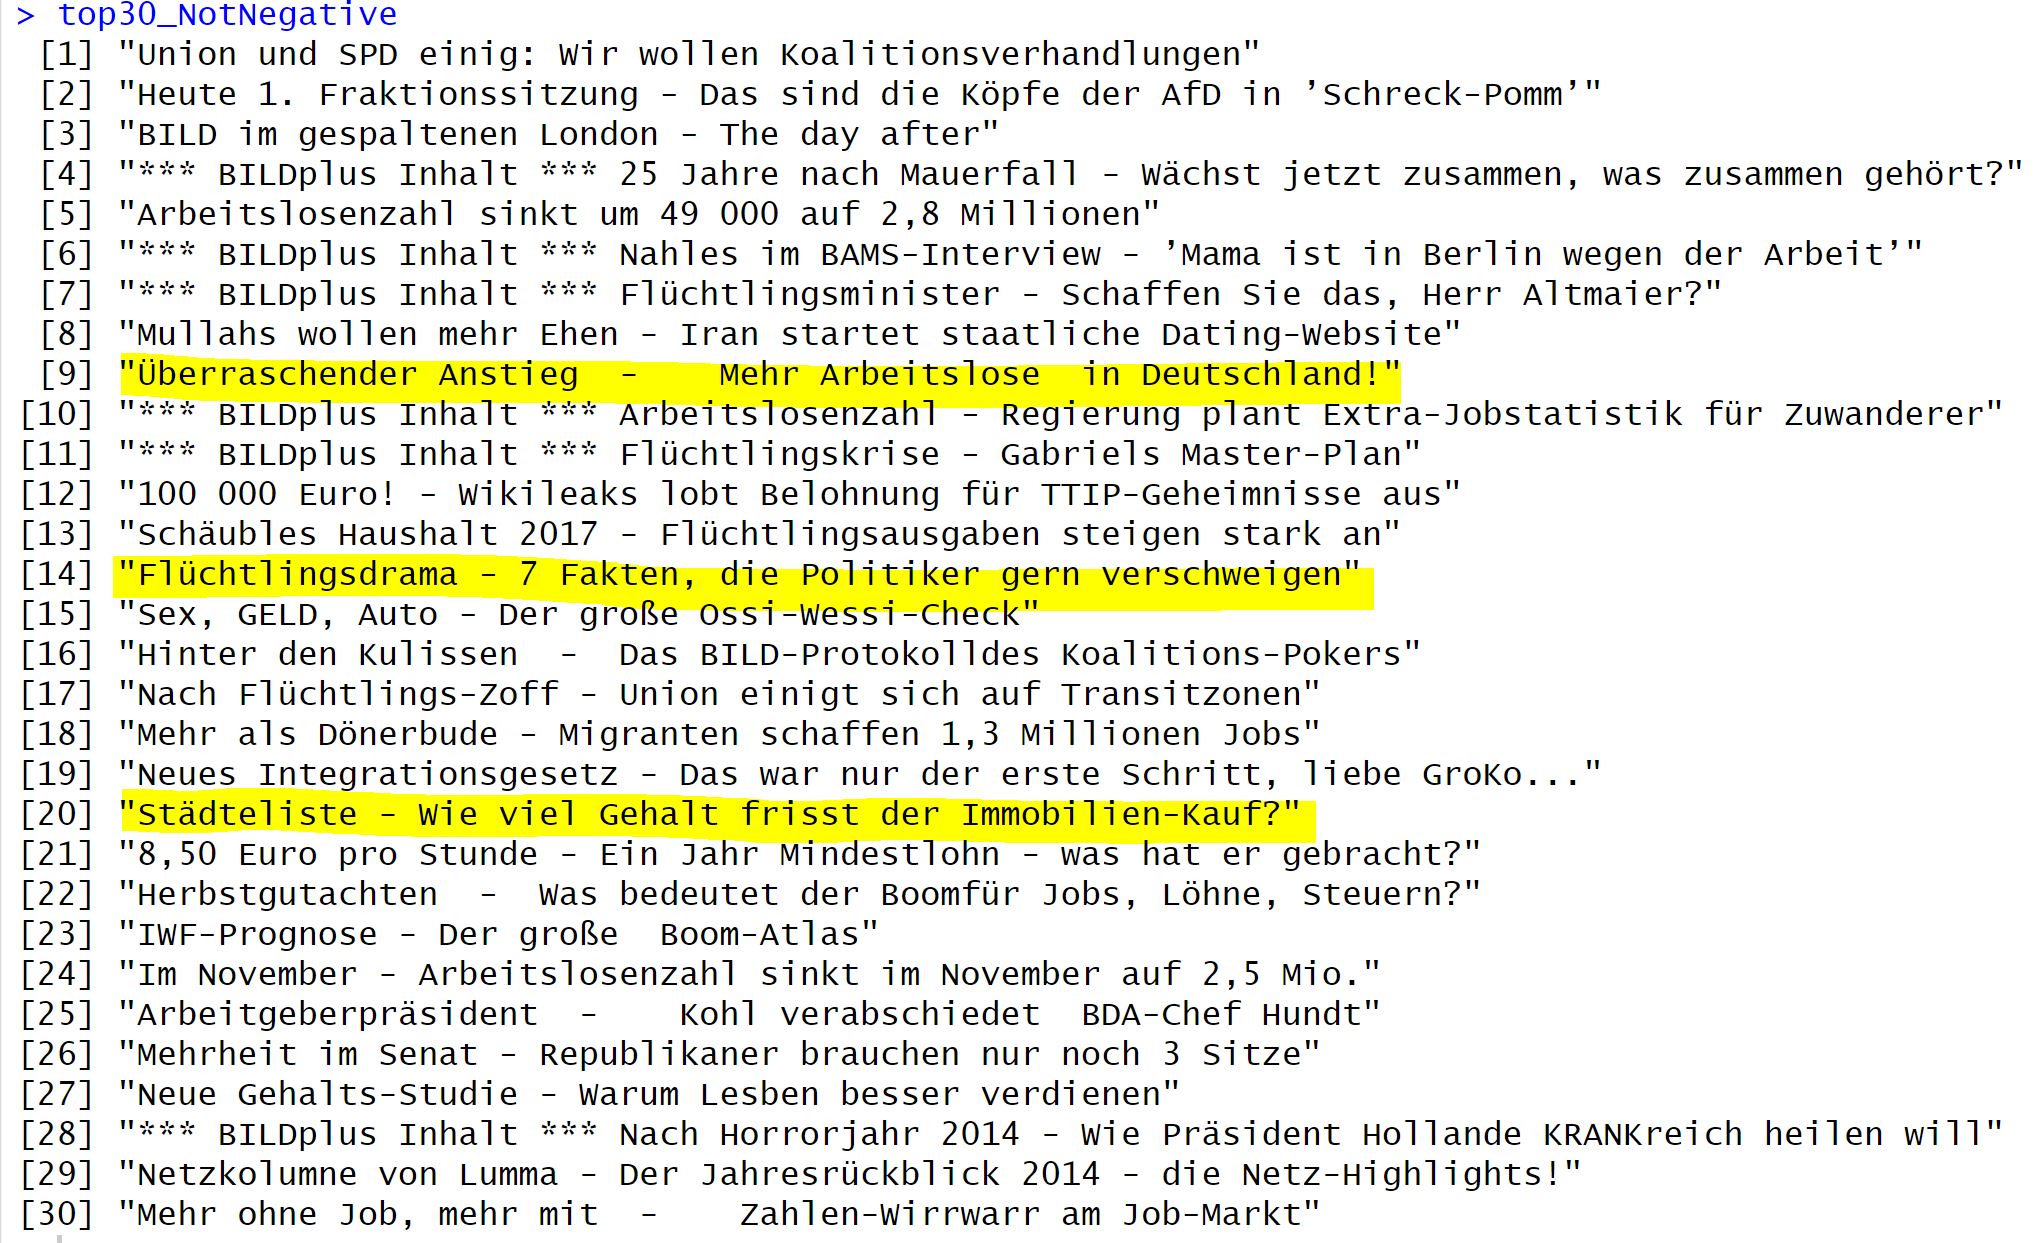 > top30_NotNegative
[1] "Union und SPD einig: Wir wollen Koalitionsverhandlungen"
[2] "Heute 1. Fraktionssitzung - Das sind die Köpfe der AfD in ’Schreck-Pomm’"
[3] "BILD im gespaltenen London - The day after"
[4] "*** BILDplus Inhalt *** 25 Jahre nach Mauerfall - Wächst jetzt zusammen, was zusammen gehört?"
[5] "Arbeitslosenzahl sinkt um 49 000 auf 2,8 Millionen"
[6] "*** BILDplus Inhalt *** Nahles im BAMS-Interview - ’Mama ist in Berlin wegen der Arbeit’"
[7] "*** BILDplus Inhalt *** Flüchtlingsminister - Schaffen Sie das, Herr Altmaier?"
[8] "Mullahs wollen mehr Ehen - Iran startet staatliche Dating-Website"
[9] "Überraschender Anstieg  -    Mehr Arbeitslose  in Deutschland!"
[10] "*** BILDplus Inhalt *** Arbeitslosenzahl - Regierung plant Extra-Jobstatistik für Zuwanderer"
[11] "*** BILDplus Inhalt *** Flüchtlingskrise - Gabriels Master-Plan"
[12] "100 000 Euro! - Wikileaks lobt Belohnung für TTIP-Geheimnisse aus"
[13] "Schäubles Haushalt 2017 - Flüchtlingsausgaben steigen stark an"
[14] "Flüchtlingsdrama - 7 Fakten, die Politiker gern verschweigen"
[15] "Sex, GELD, Auto - Der große Ossi-Wessi-Check"
[16] "Hinter den Kulissen  -  Das BILD-Protokolldes Koalitions-Pokers"
[17] "Nach Flüchtlings-Zoff - Union einigt sich auf Transitzonen"
[18] "Mehr als Dönerbude - Migranten schaffen 1,3 Millionen Jobs"
[19] "Neues Integrationsgesetz - Das war nur der erste Schritt, liebe GroKo..."
[20] "Städteliste - Wie viel Gehalt frisst der Immobilien-Kauf?"
[21] "8,50 Euro pro Stunde - Ein Jahr Mindestlohn - was hat er gebracht?"
[22] "Herbstgutachten  -  Was bedeutet der Boomfür Jobs, Löhne, Steuern?"
[23] "IWF-Prognose - Der große  Boom-Atlas"
[24] "Im November - Arbeitslosenzahl sinkt im November auf 2,5 Mio."
[25] "Arbeitgeberpräsident  -    Kohl verabschiedet  BDA-Chef Hundt"
[26] "Mehrheit im Senat - Republikaner brauchen nur noch 3 Sitze"
[27] "Neue Gehalts-Studie - Warum Lesben besser verdienen"
[28] "*** BILDplus Inhalt *** Nach Horrorjahr 2014 - Wie Präsident Hollande KRANKreich heilen will"
[29] "Netzkolumne von Lumma - Der Jahresrückblick 2014 - die Netz-Highlights!"
[30] "Mehr ohne Job, mehr mit  -    Zahlen-Wirrwarr am Job-Markt"